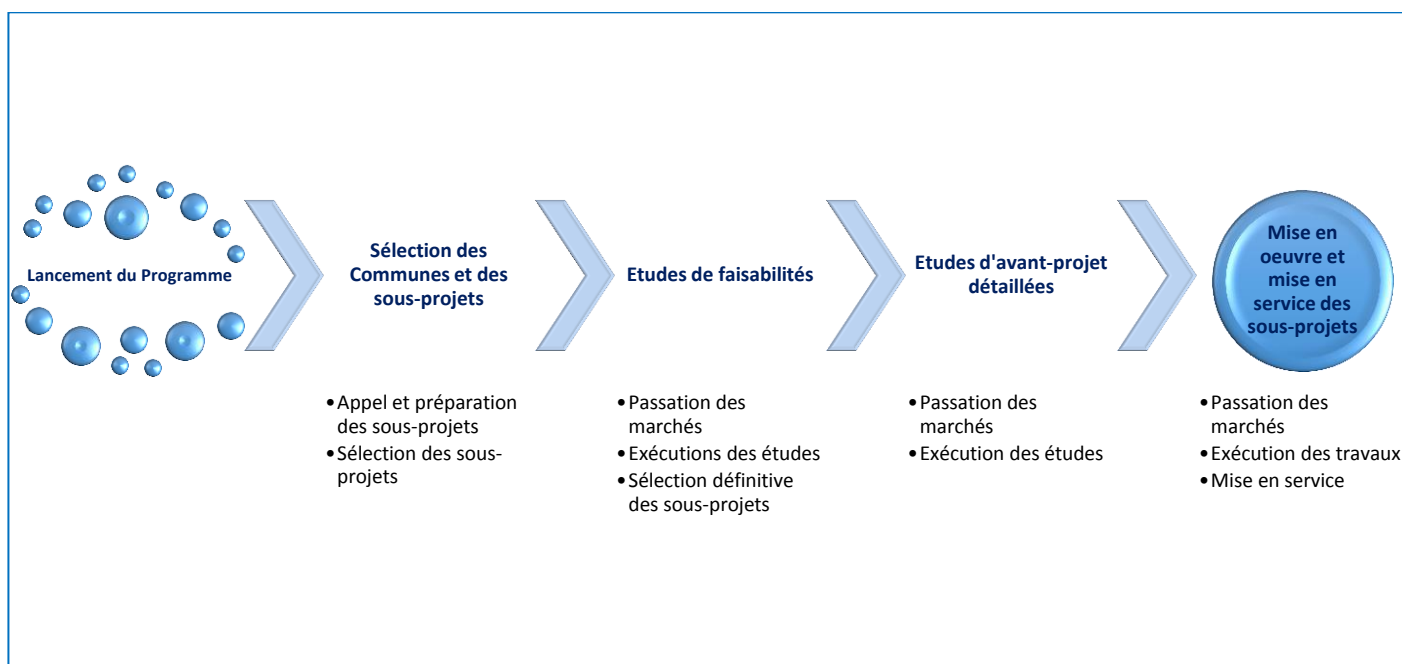 Lancement du Programme
Sélection des
Communes et des
sous-projets
•Appel et préparation
des sous-projets
•Sélection des sous-
projets
Etudes de faisabilités
•Passation des
marchés
•Exécutions des études
•Sélection définitive
des sous-projets
Etudes d'avant-projet
détaillées
•Passation des
marchés
•Exécution des études
Mise en
oeuvre et
mise en
service des
sous-projets
•Passation des
marchés
•Exécution des travaux
•Mise en service